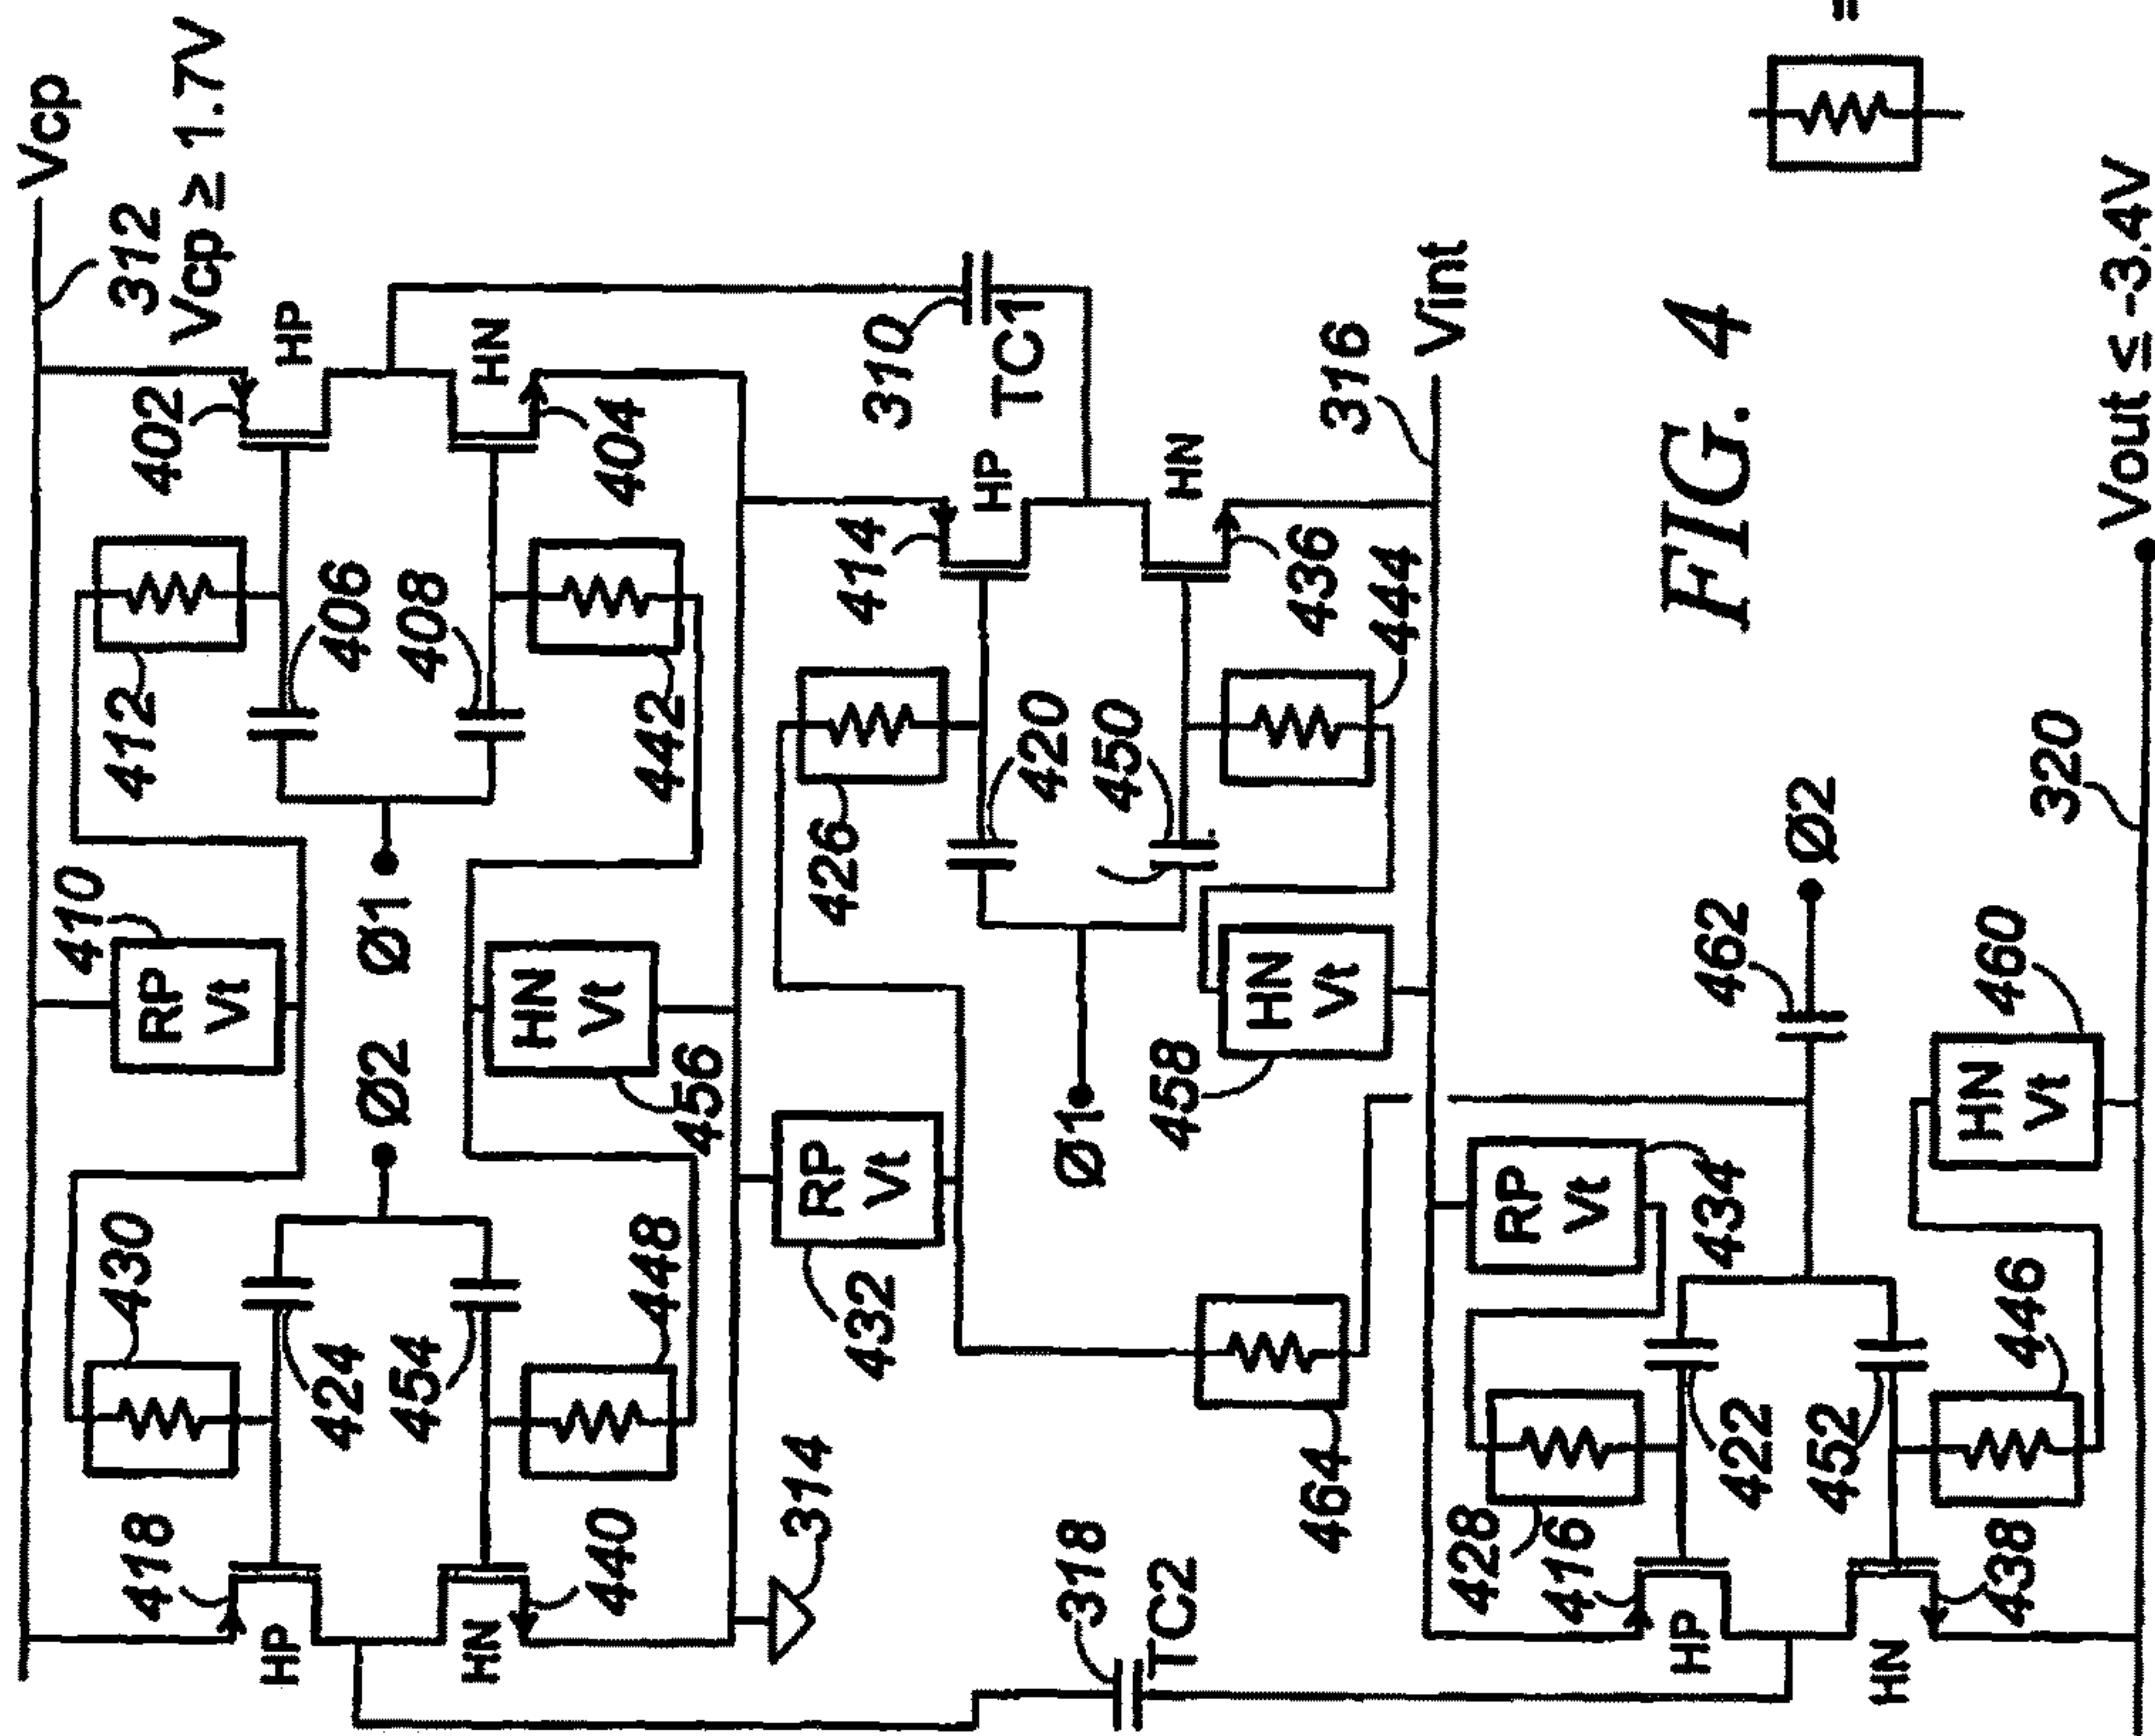 Vcp
312
Vcp ≥ 1.7V
402
HP
HN
404
412
406
408
442
410
RP
Vt
Ø1
Ø2
HN
Vt
456
430
424
454
448
418
HP
HN
440
314
310
TC1
414
HP
HN
436
426
420
450
444
316
Vint
RP
Vt
432
Ø1
458
HN
Vt
464
318
TC2
RP
Vt
434
462
Ø2
428
416
422
452
446
HP
HN
438
HN
Vt
460
320
Vout ≤ -3.4V
FIG. 4
=